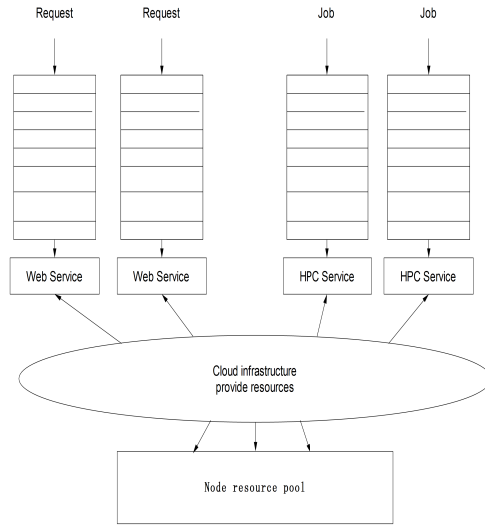 Request
Request
Job
Job
Web Service
Web Service
HPC Service
HPC Service
Cloud infrastructure
provide resources
Node resource pool